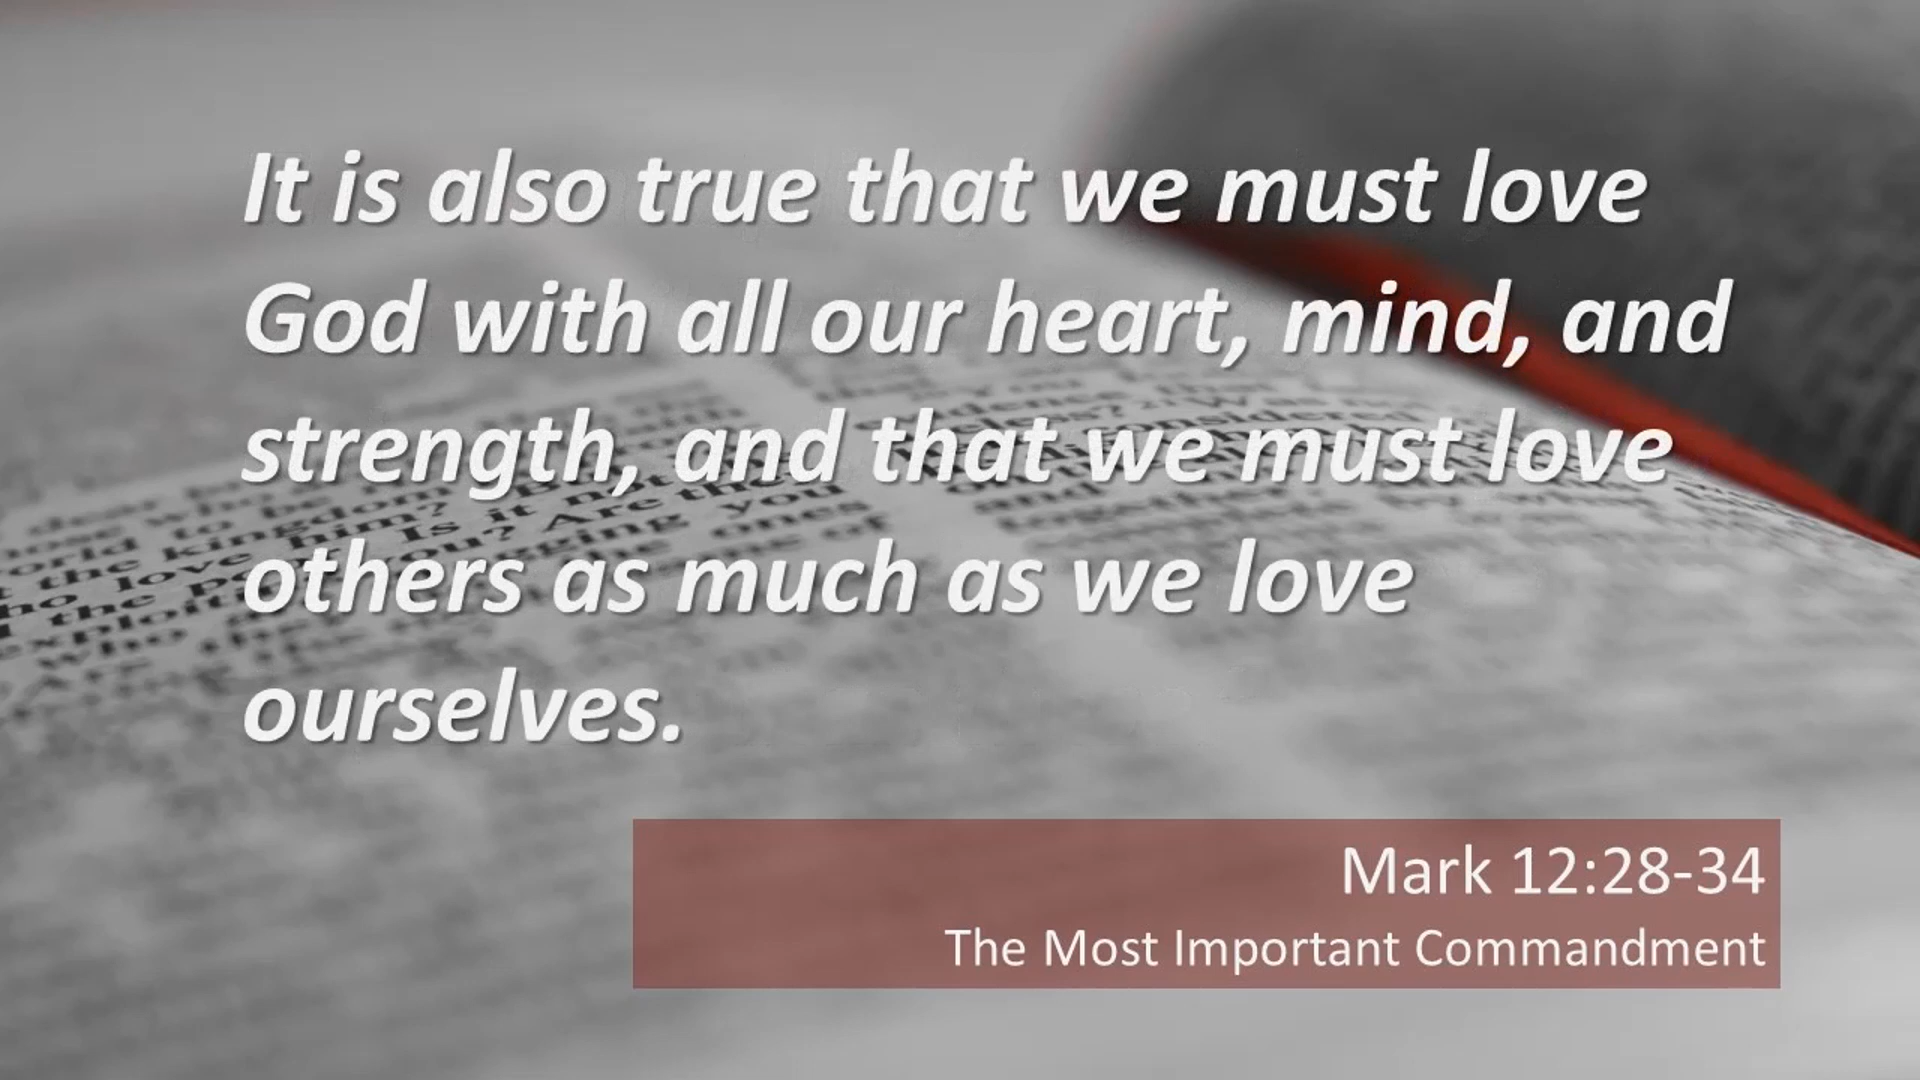 It is also true that we must love
God with all our heart, mind, and
strength, and that we must love
others as much as we love
ourselves.
Mark 12:28-34
The Most Important Commandment